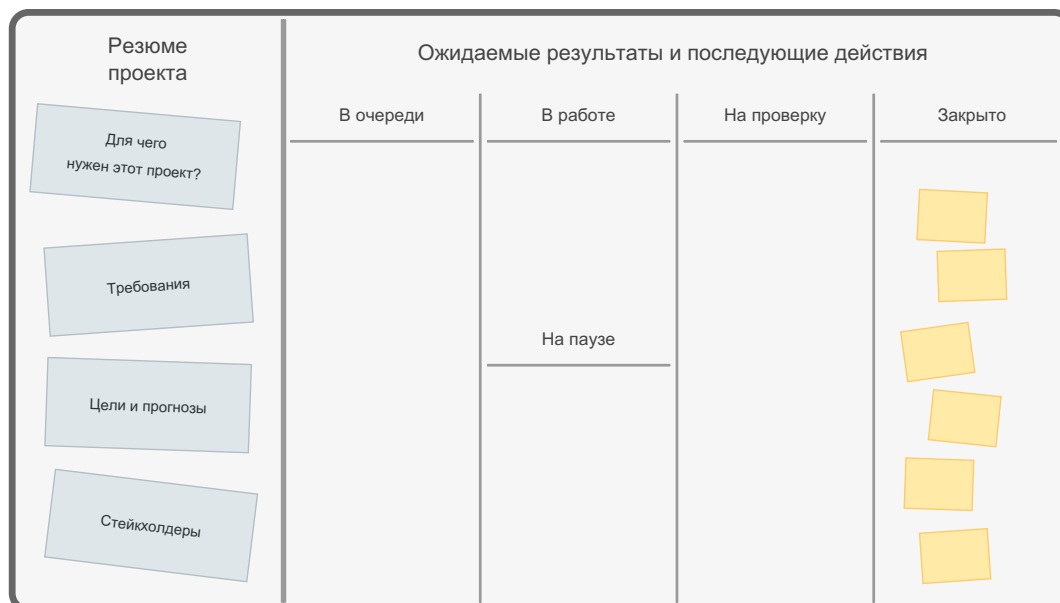 Резюме
проекта
Для чего
нужен этот проект?
Требования
Цели и прогнозы
Стейкхолдеры
Ожидаемые результаты и последующие действия
В очереди
В работе
На проверку
Закрыто
На паузе